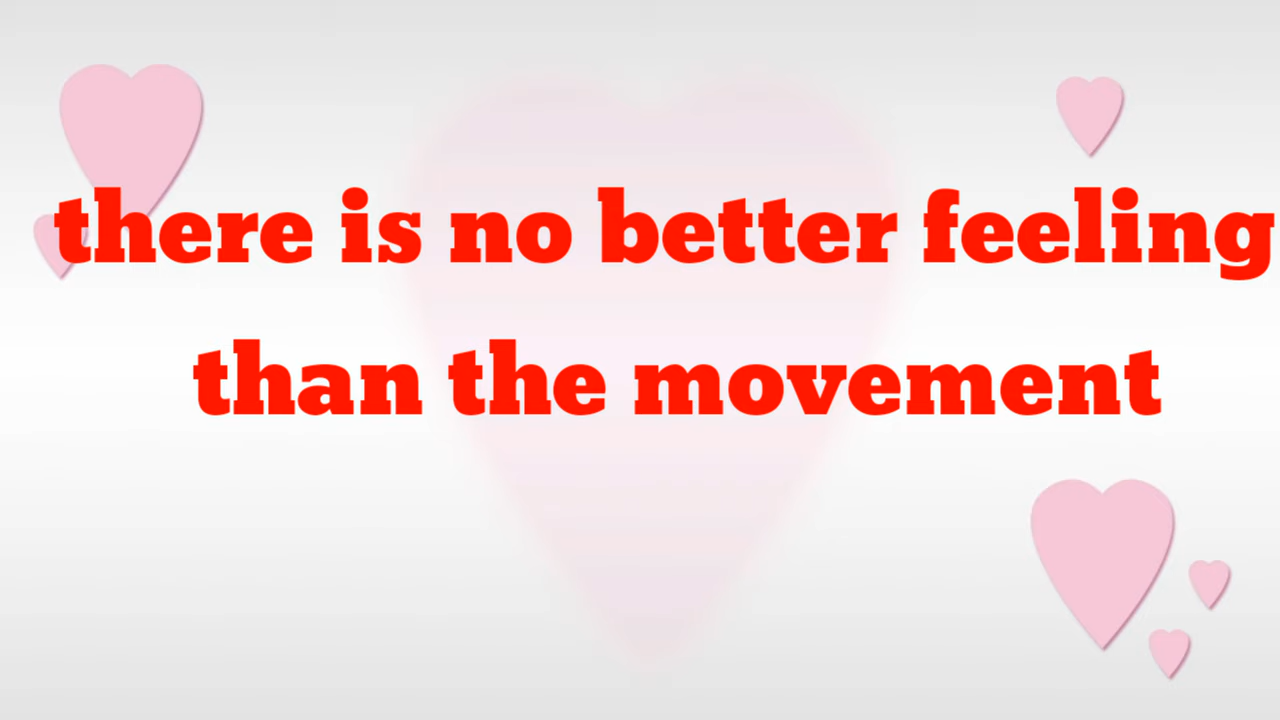 there is no better feeling
than the movement